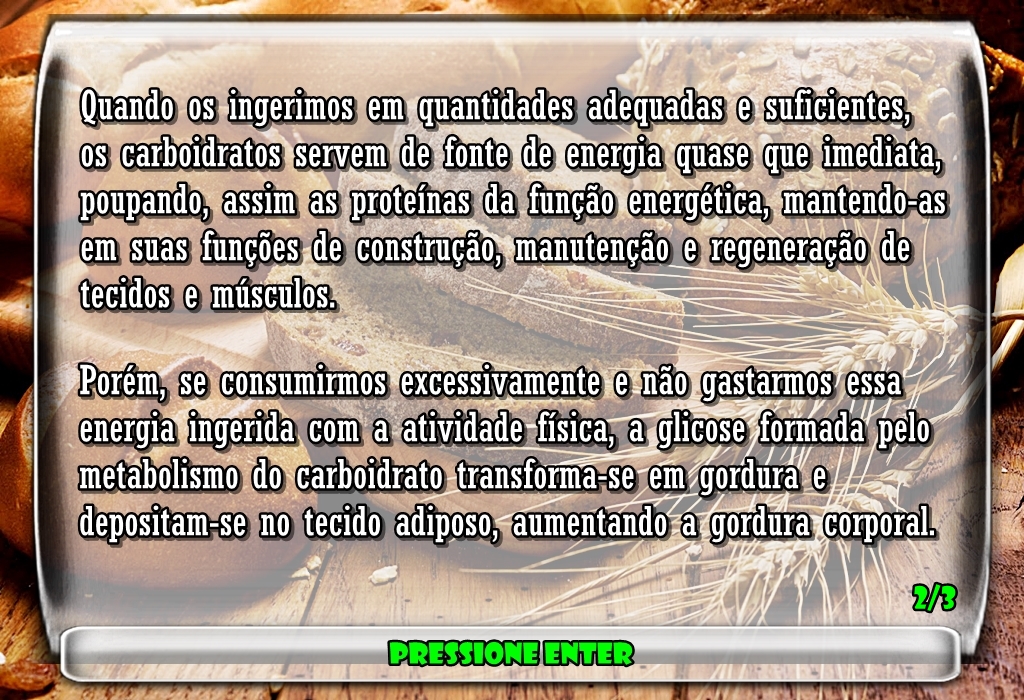 Quando os ingerimos em quantidades adequadas e suficientes,
os carboidratos servem de fonte de energia quase que imediata,
poupando, assim as proteínas da função energética, mantendo-as
em suas funções de construção, manutenção e regeneração de
tecidos e músculos.
Porém, se consumirmos excessivamente e não gastarmos essa
energia ingerida com a atividade física, a glicose formada pelo
metabolismo do carboidrato transforma-se em gordura e
depositam-se no tecido adiposo, aumentando a gordura corporal.
2/3
PRESSIONE ENTER